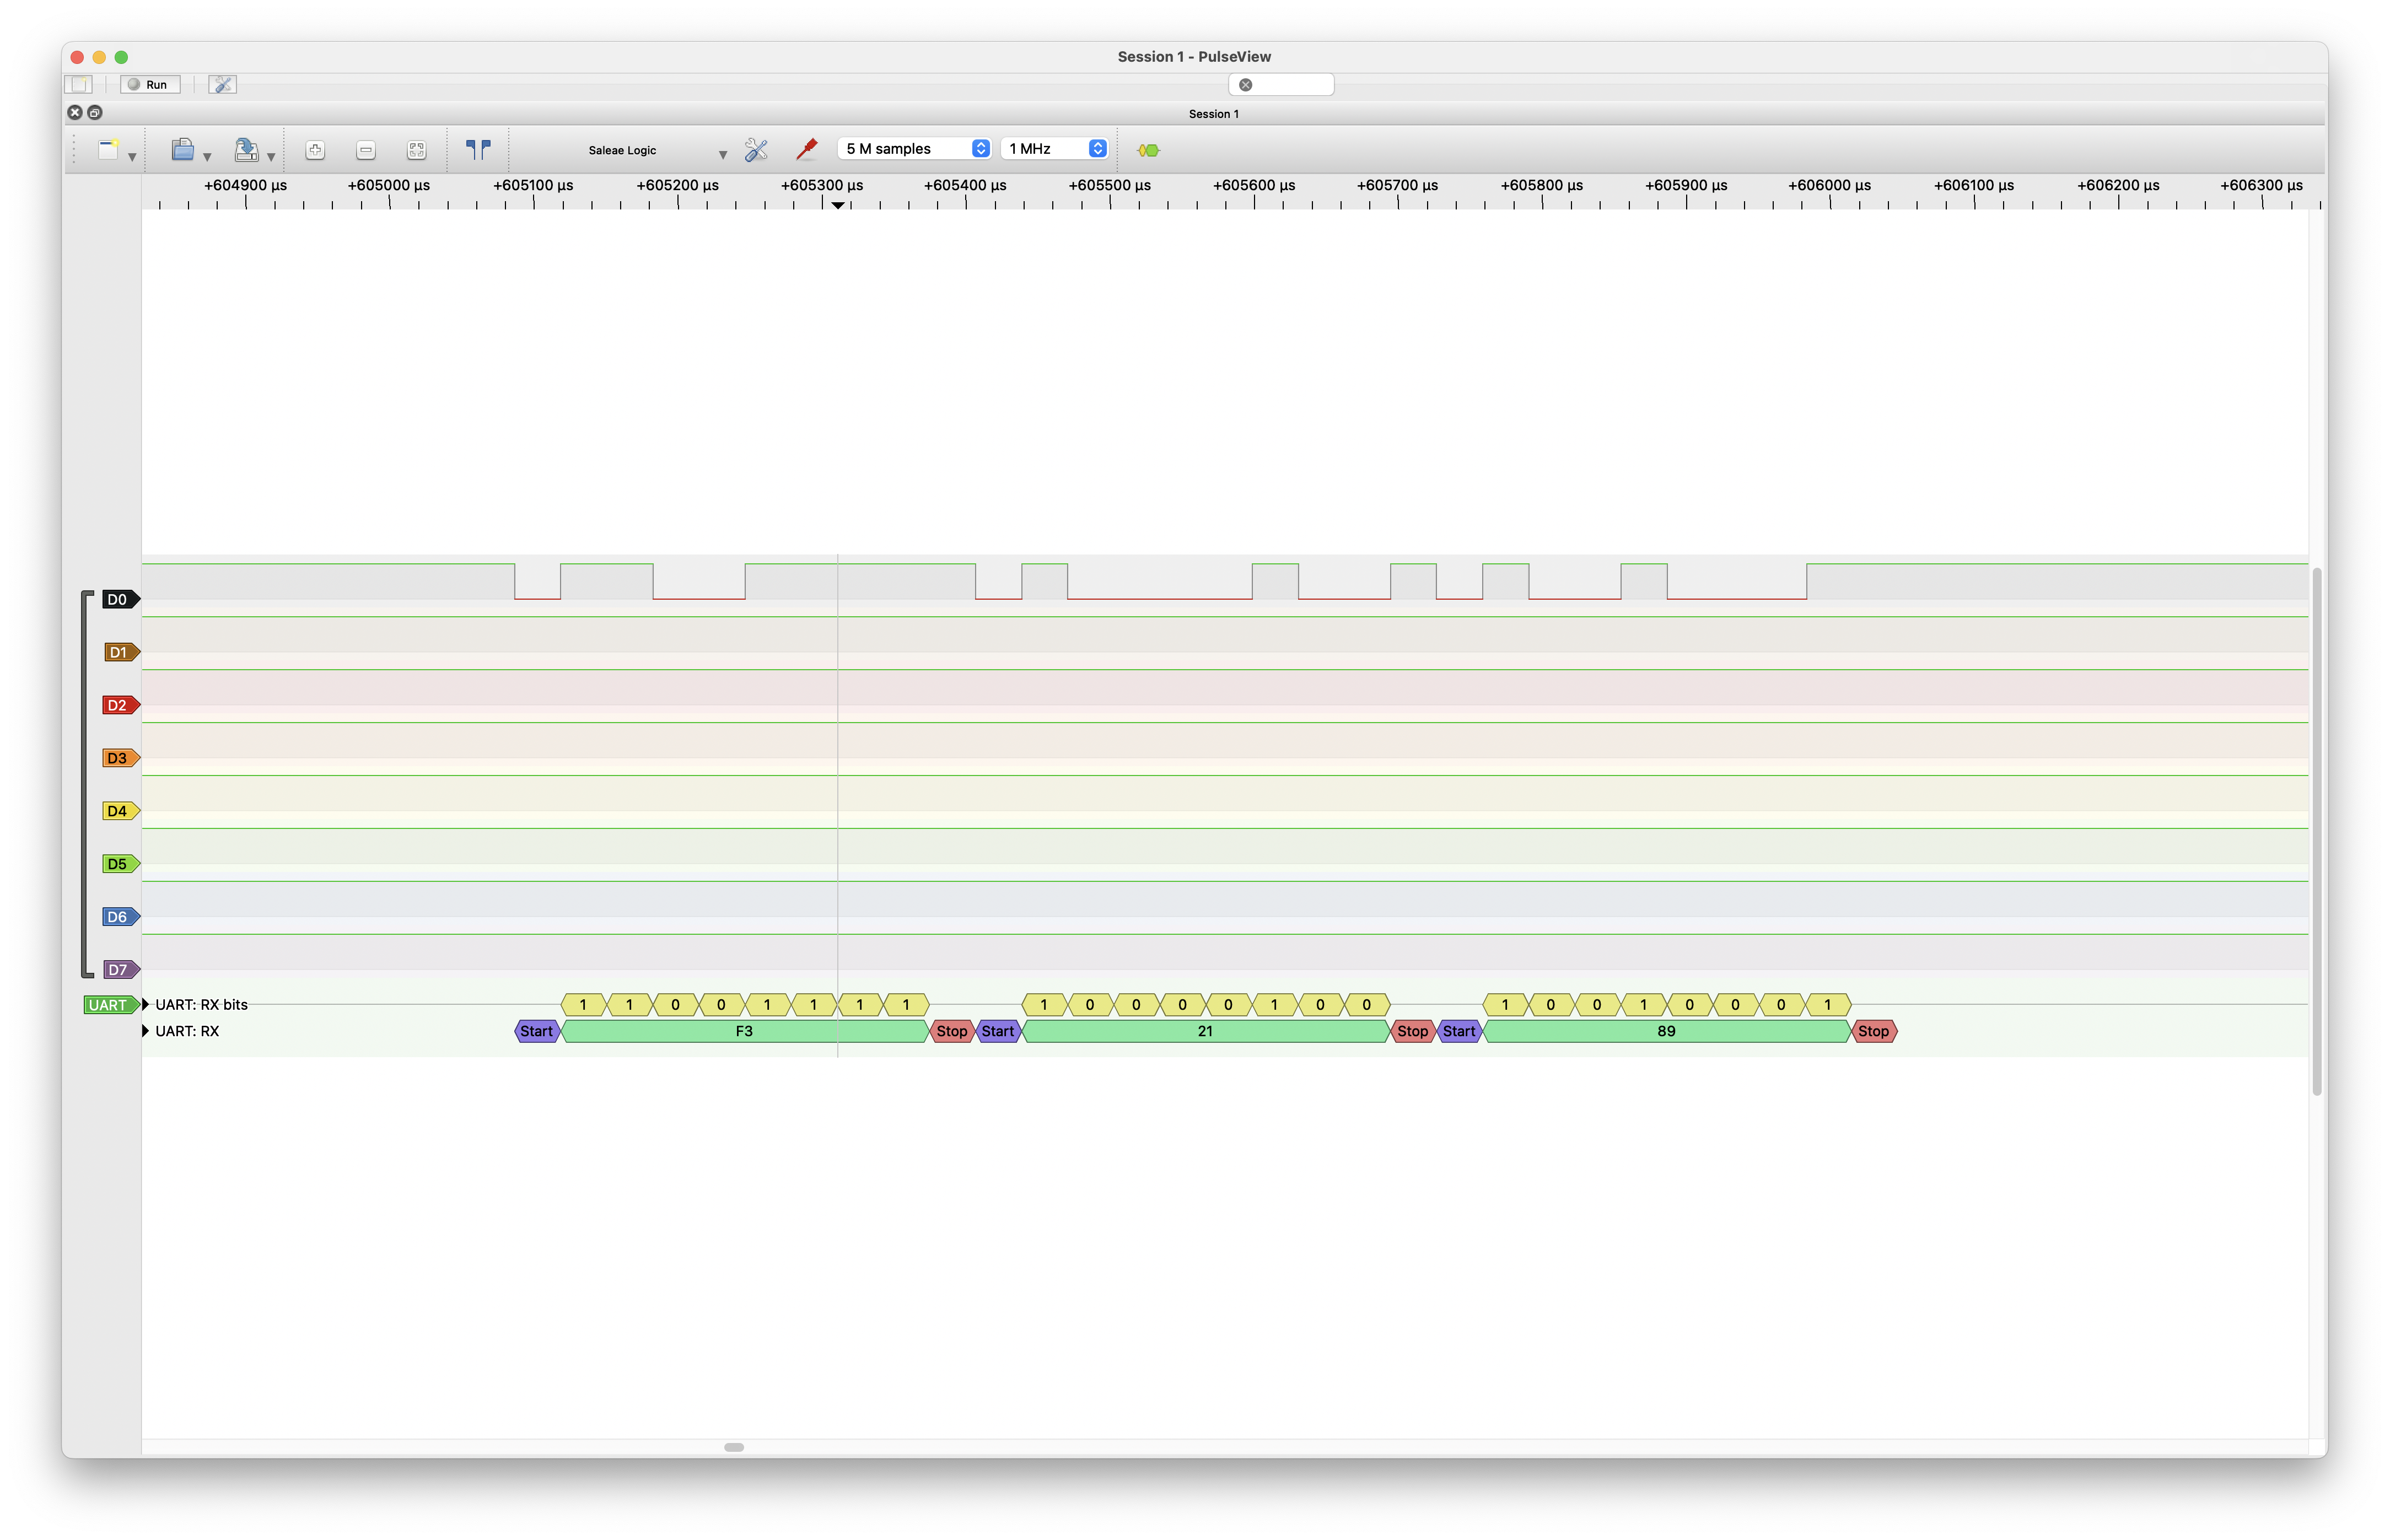 Session 1 - PulseView
Run
Session 1
Saleae Logic 5 M samples 1 MHz
+604900 µs +605000 µs +605100 µs +605200 µs +605300 µs +605400 µs +605500 µs +605600 µs +605700 µs +605800 µs +605900 µs +606000 µs +606100 µs +606200 µs +606300 µs
D0
D1
D2
D3
D4
D5
D6
D7
UART UART: RX bits 1 1 0 0 1 1 1 1 1 0 0 0 0 1 0 0 1 0 0 1 0 0 0 1
UART: RX Start F3 Stop Start 21 Stop Start 89 Stop